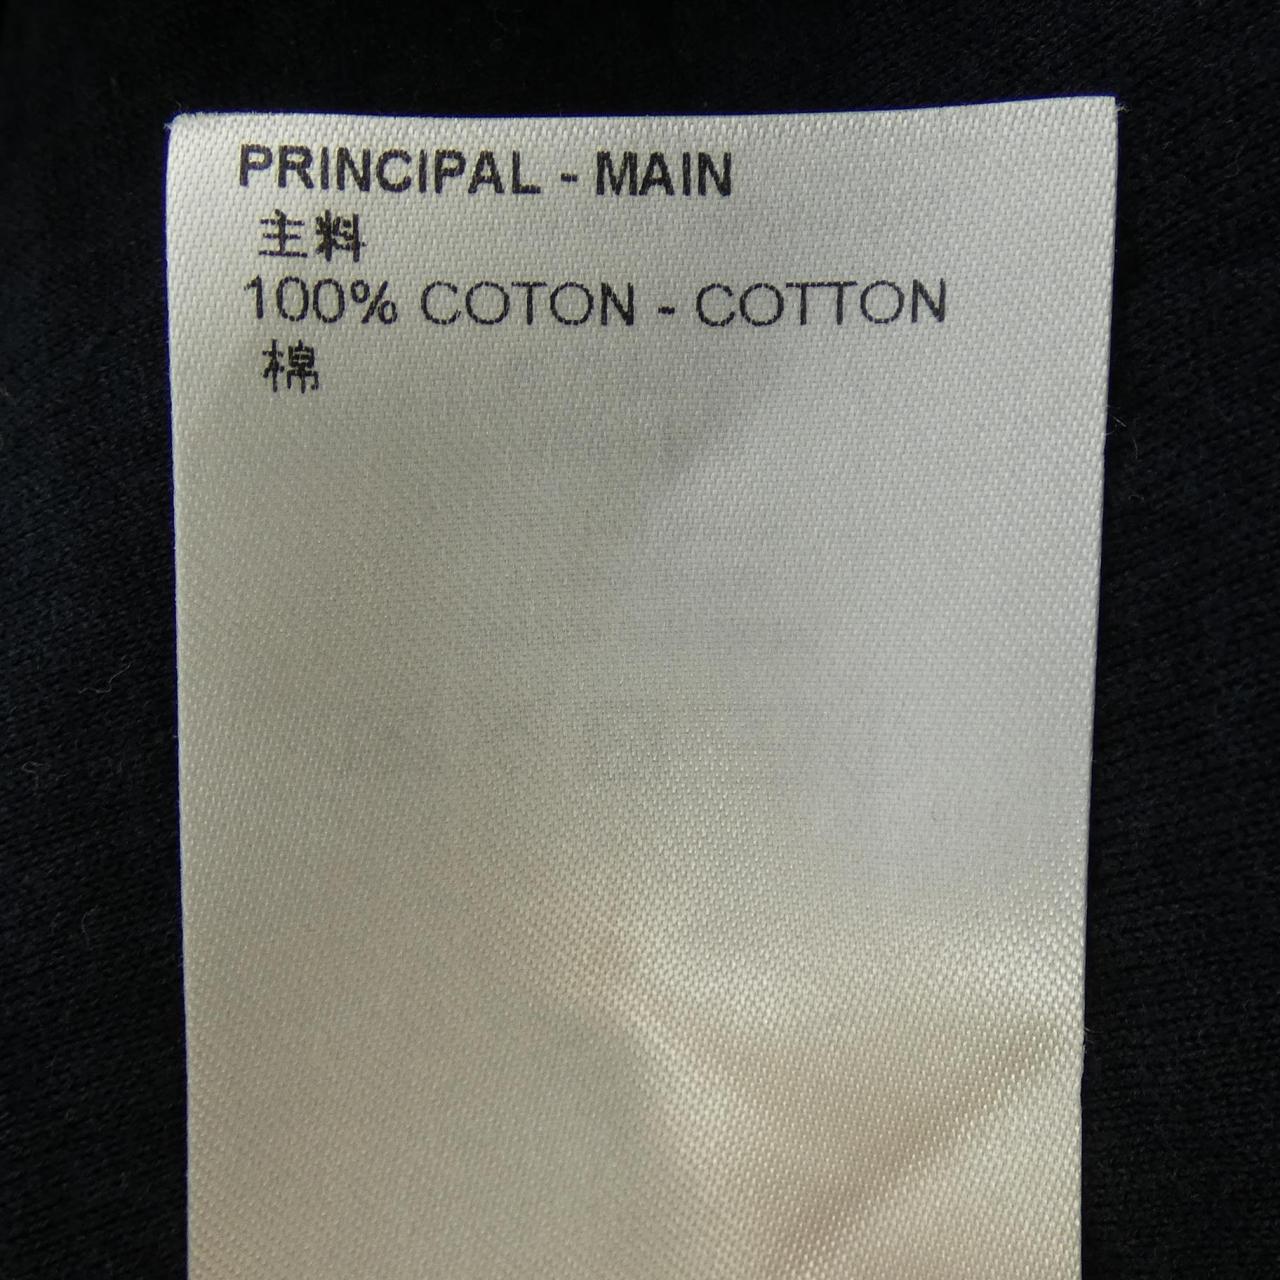 PRINCIPAL - MAIN
主料
100% COTON - COTTON
棉